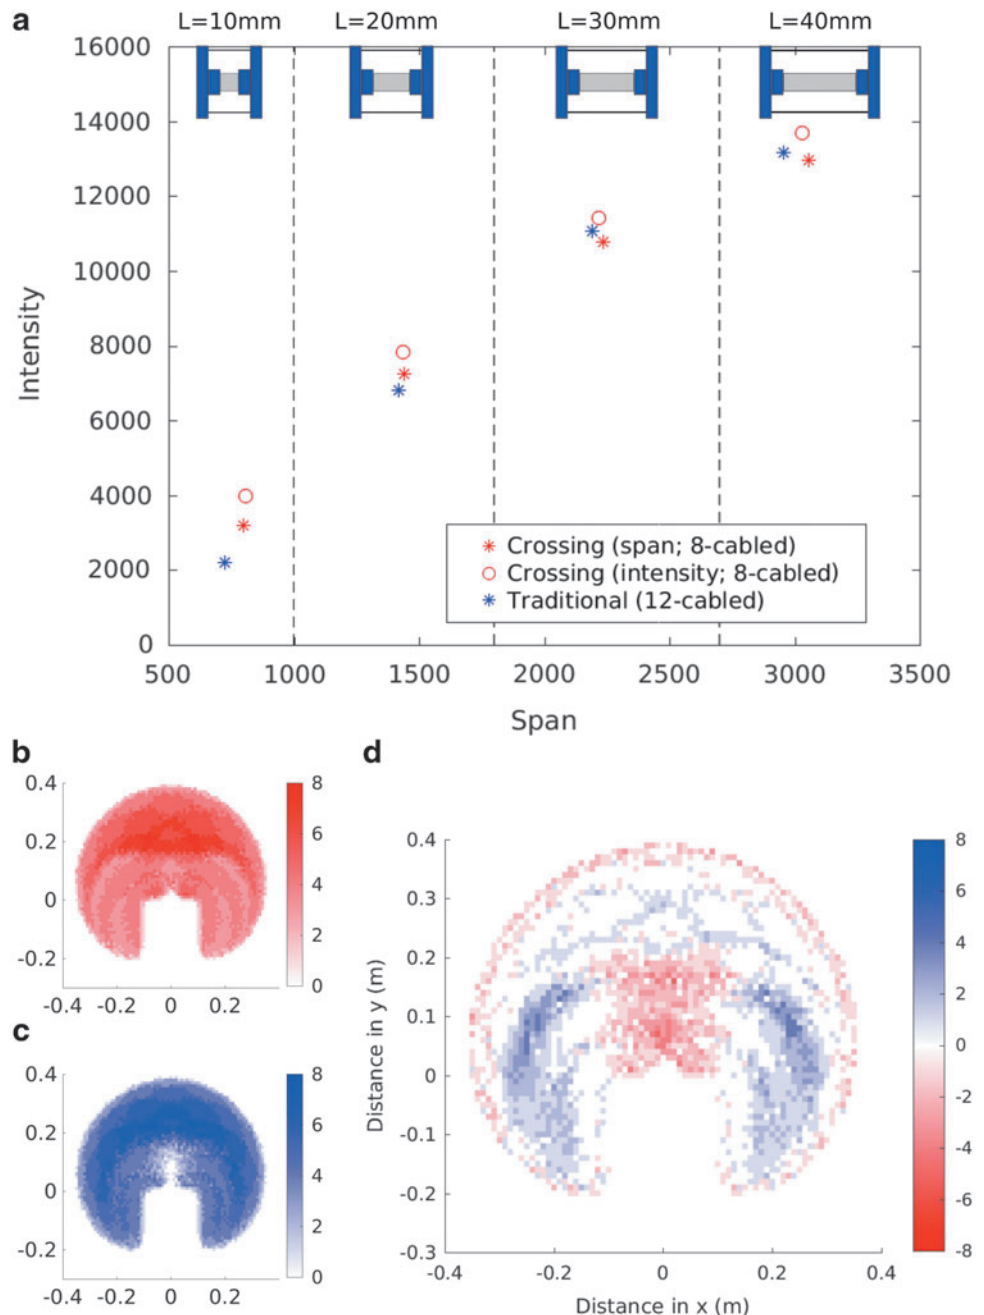 a
L=10mm L=20mm L=30mm L=40mm
16000
14000
12000
10000
8000
6000
4000
2000
0
Intensity
Crossing (span; 8-cabled)
Crossing (intensity; 8-cabled)
Traditional (12-cabled)
500 1000 1500 2000 2500 3000 3500
Span
b
0.4
0.2
0
-0.2
-0.4 -0.2 0 0.2
8
6
4
2
0
c
0.4
0.2
0
-0.2
-0.4 -0.2 0 0.2
8
6
4
2
0
d
0.4
0.3
0.2
0.1
0
-0.1
-0.2
-0.3
Distance in y (m)
-0.4 -0.2 0 0.2 0.4
Distance in x (m)
8
6
4
2
0
-2
-4
-6
-8